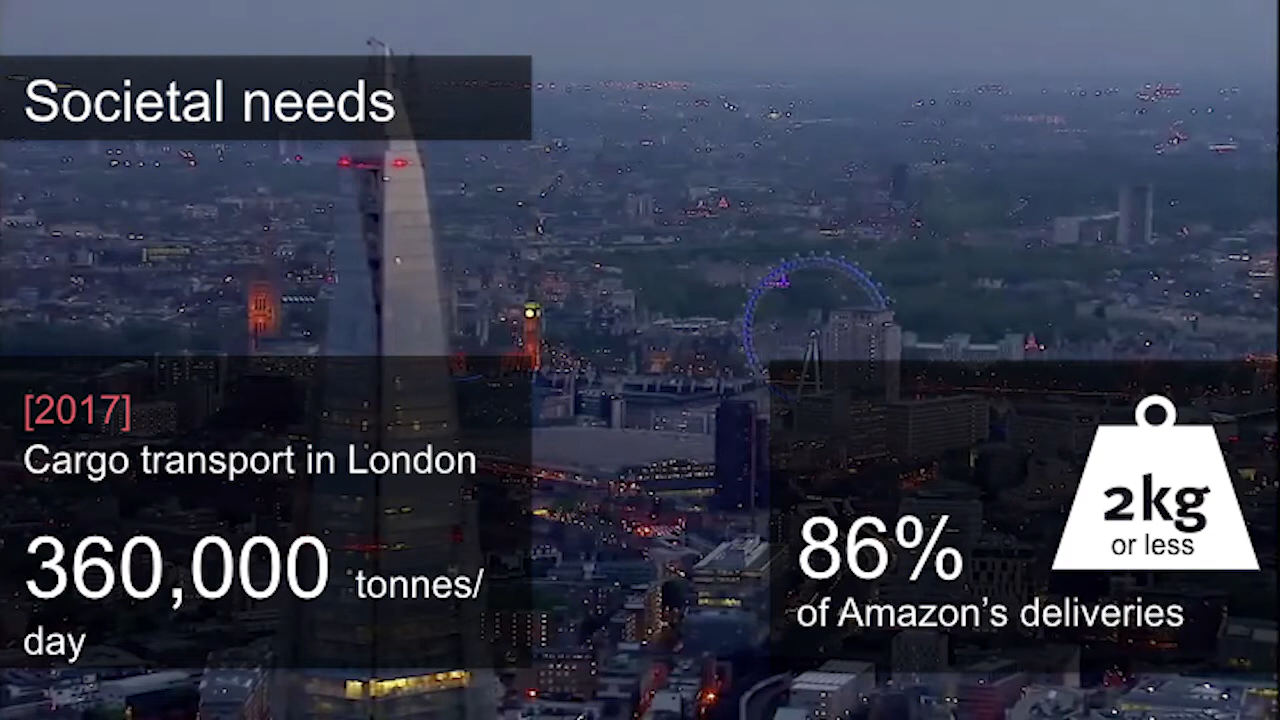 Societal needs
[2017]
Cargo transport in London
360,000 tonnes/
day
2kg
or less
86%
of Amazon’s deliveries